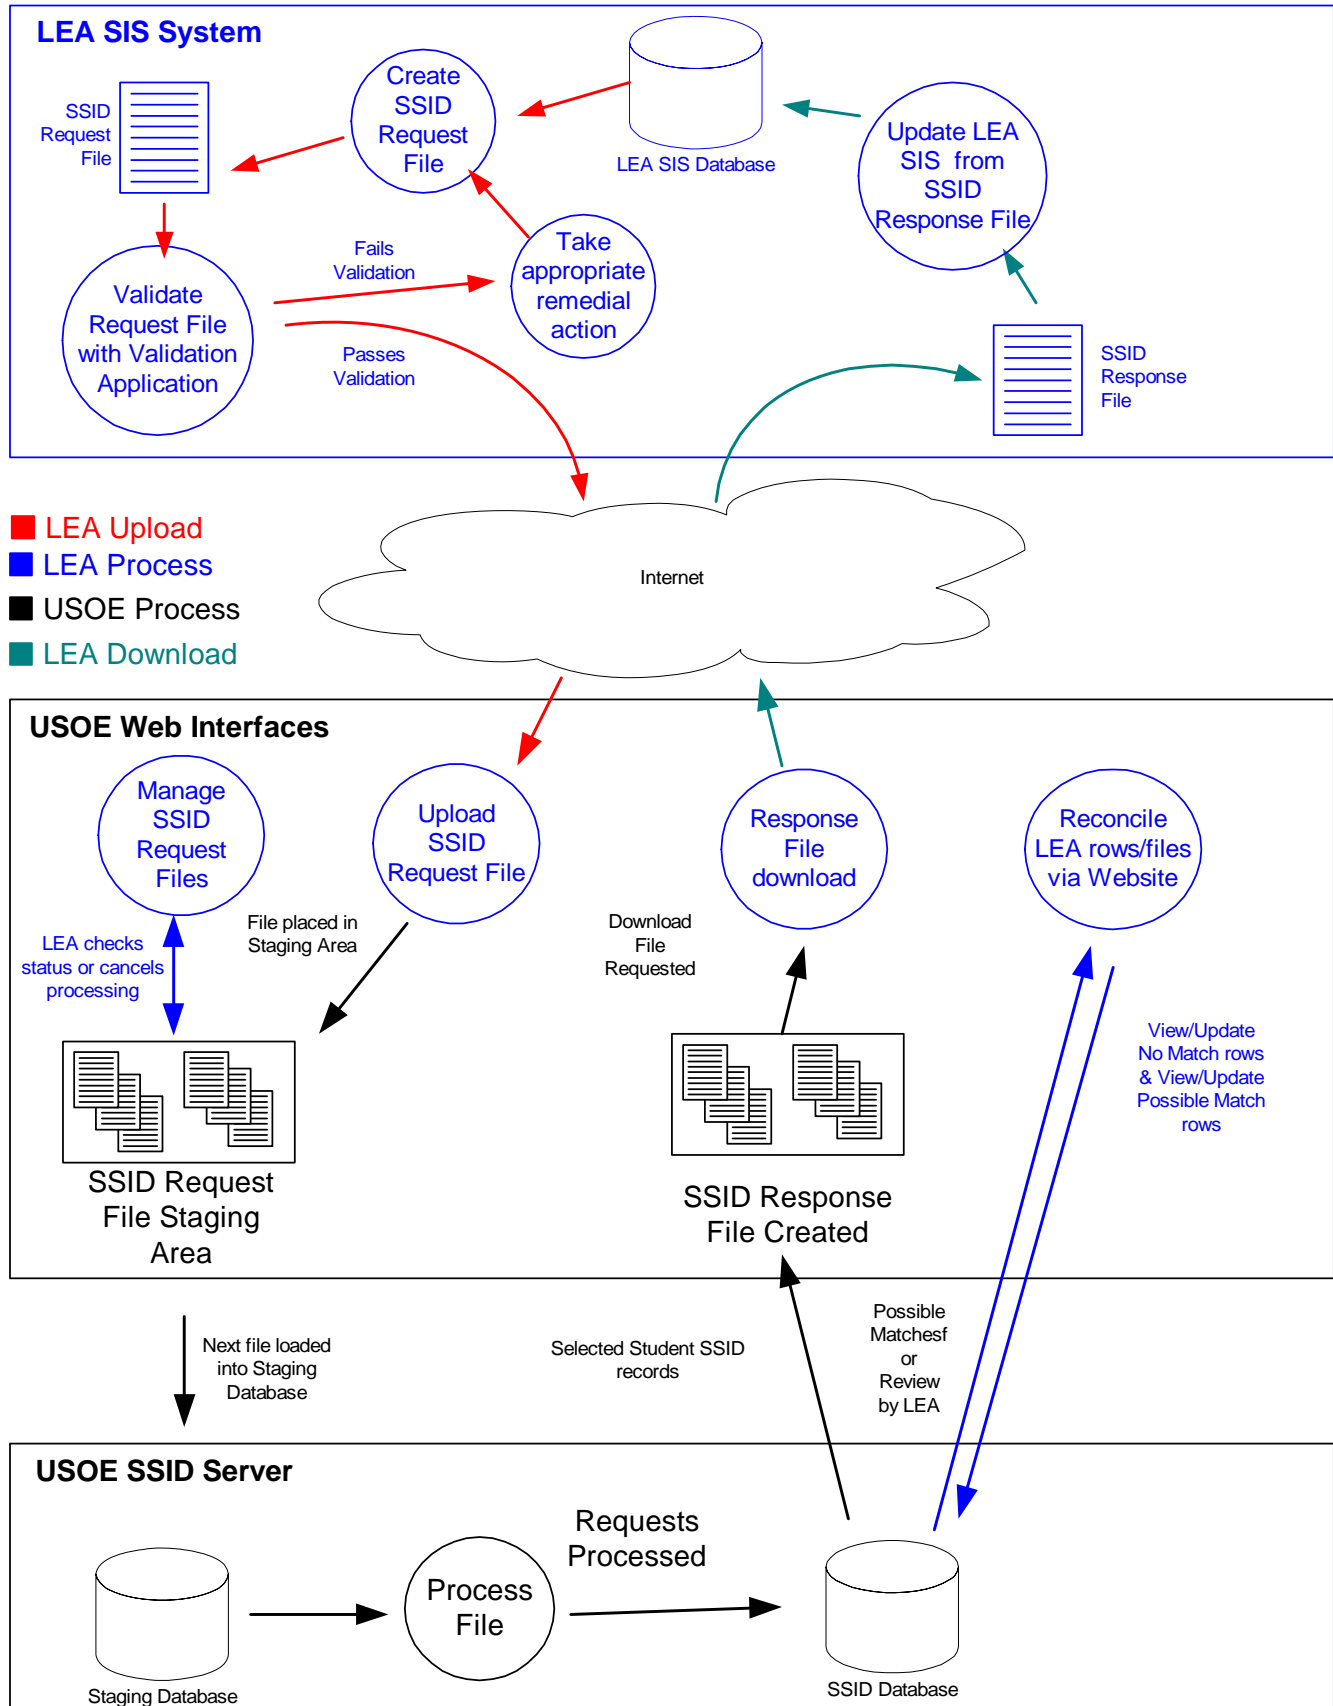 LEA SIS System
SSID
Request
File
Create
SSID
Request
File
LEA SIS Database
Update LEA
SIS from
SSID
Response File
Validate
Request File
with Validation
Application
Fails
Validation
Passes
Validation
Take
appropriate
remedial
action
SSID
Response
File
LEA Upload
LEA Process
USOE Process
LEA Download
Internet
USOE Web Interfaces
Manage
SSID
Request
Files
Upload
SSID
Request File
Response
File
download
Reconcile
LEA rows/files
via Website
LEA checks
status or cancels
processing
File placed in
Staging Area
Download
File
Requested
View/Update
No Match rows
& View/Update
Possible Match
rows
SSID Request
File Staging
Area
SSID Response
File Created
Next file loaded
into Staging
Database
Selected Student SSID
records
Possible
Matchesf
or
Review
by LEA
USOE SSID Server
Staging Database
Process
File
Requests
Processed
SSID Database